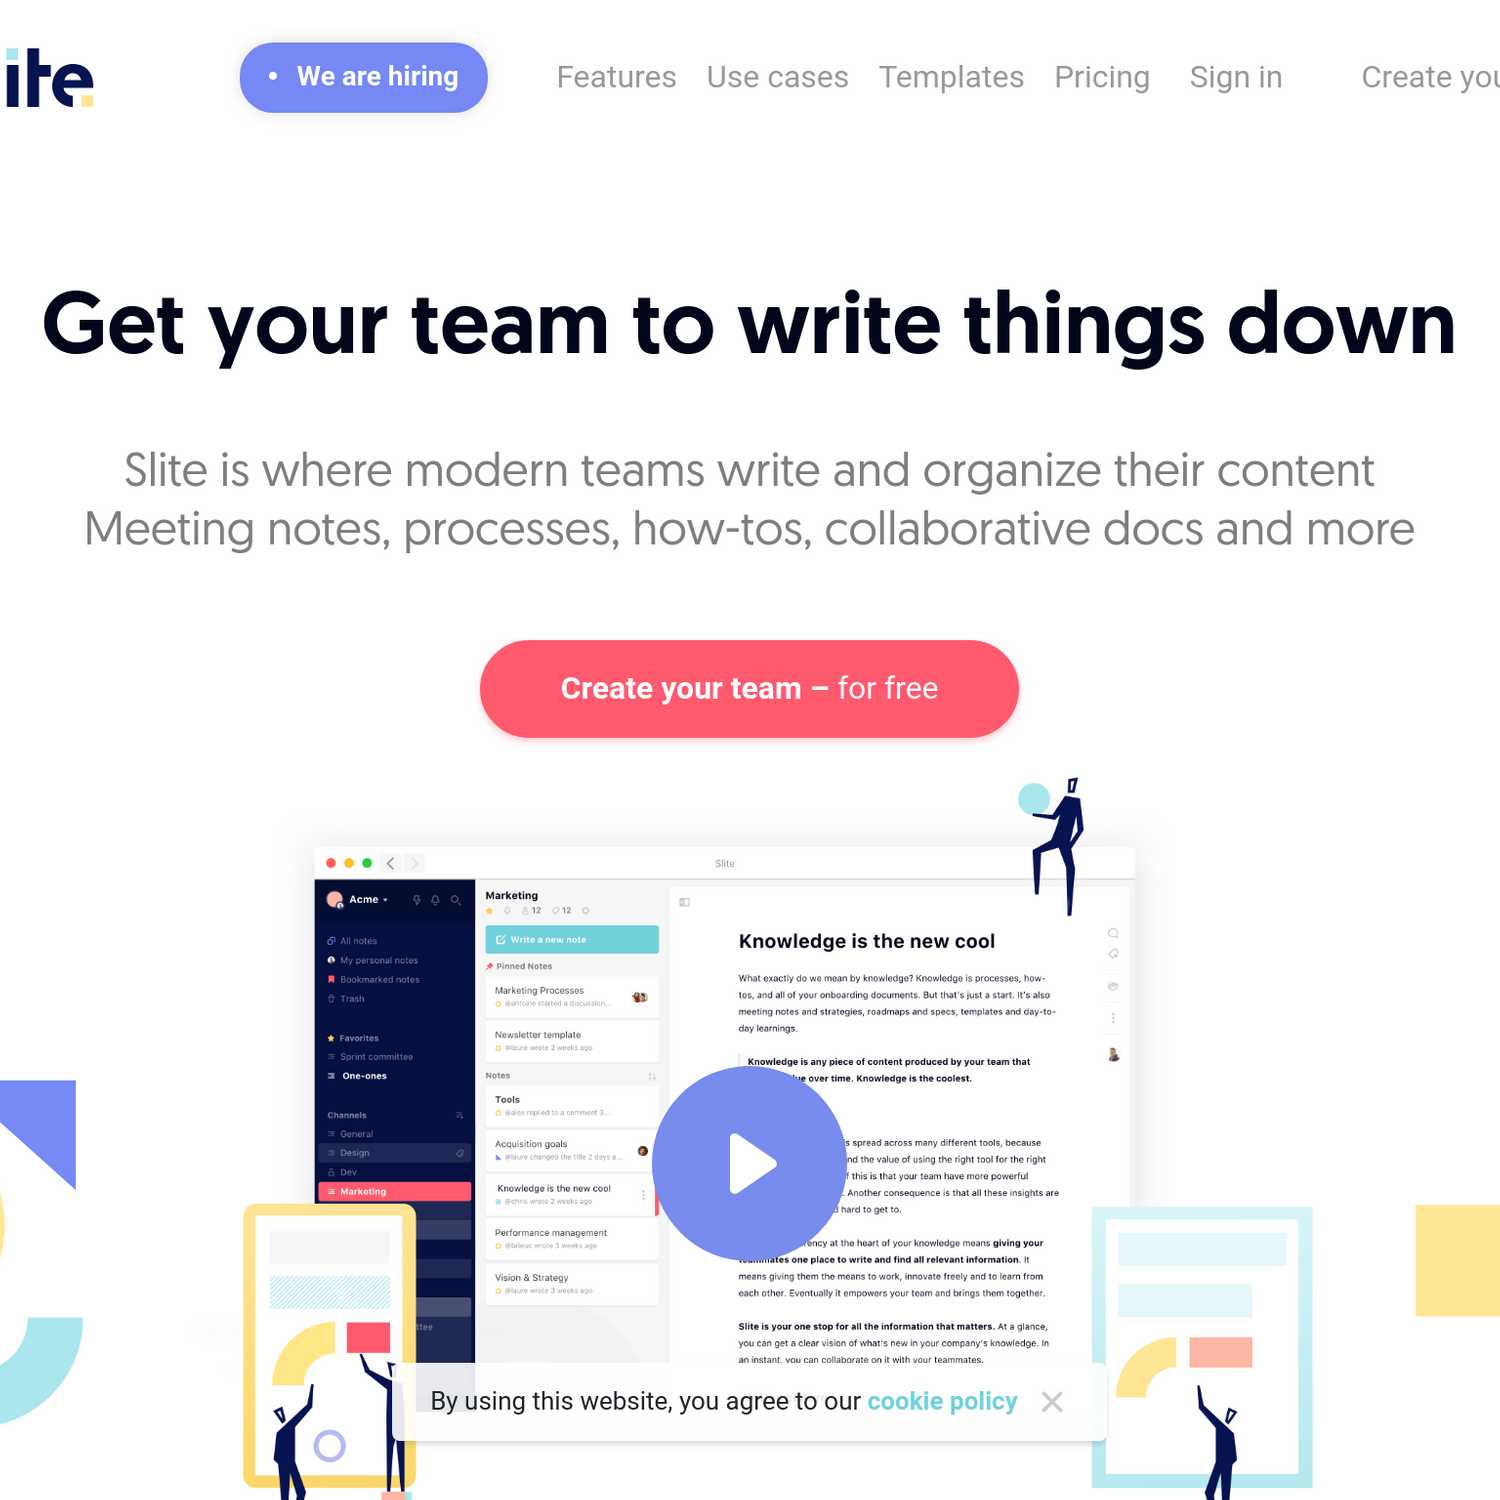 ite
• We are hiring
Features
Use cases
Templates
Pricing
Sign in
Create you
Get your team to write things down
Slite is where modern teams write and organize their content
Meeting notes, processes, how-tos, collaborative docs and more
Create your team – for free
Slite
Acme
All notes
My personal notes
Bookmarked notes
Trash
Favorites
Sprint committee
One-ones
Channels
General
Design
Dev
Marketing
ttee
Marketing
12
12
Write a new note
Pinned Notes
Marketing Processes
@antoine started a discussion...
Newsletter template
@laure wrote 2 weeks ago
Notes
Tools
@alex replied to a comment 3...
Acquisition goals
@laure changed the title 2 days a...
Knowledge is the new cool
@chris wrote 2 weeks ago
Performance management
wrote 3 weeks ago
Vision & Strategy
@laure wrote 3 weeks ago
Knowledge is the new cool
What exactly do we mean by knowledge? Knowledge is processes, how-
tos, and all of your onboarding documents. But that's just a start. It's also
meeting notes and strategies, roadmaps and specs, templates and day-to-
day learnings.
Knowledge is any piece of content produced by your team that
ue over time. Knowledge is the coolest.
s spread across many different tools, because
nd the value of using the right tool for the right
f this is that your team have more powerful
. Another consequence is that all these insights are
hard to get to.
ency at the heart of your knowledge means giving your
teammates one place to write and find all relevant information. It
means giving them the means to work, innovate freely and to learn from
each other. Eventually it empowers your team and brings them together.
Slite is your one stop for all the information that matters. At a glance,
you can get a clear vision of what's new in your company's knowledge. In
an instant, you can collaborate on it with your teammates.
By using this website, you agree to our cookie policy